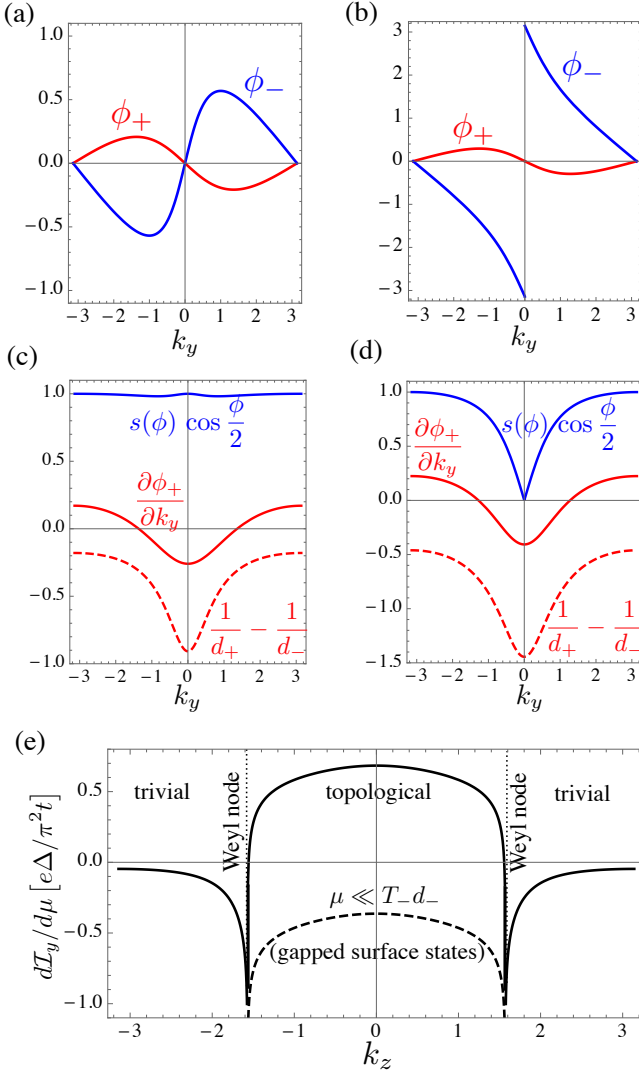 (a)
1.0
0.5
0.0
−0.5
−1.0
ϕ+
ϕ−
−3 −2 −1 0 1 2 3
ky
(b)
3
2
1
0
−1
−2
−3
ϕ−
ϕ+
−3 −2 −1 0 1 2 3
ky
(c)
1.0
0.5
0.0
−0.5
−1.0
s(ϕ) cos ϕ/2
∂ϕ+/∂ky
1/d+ − 1/d−
−3 −2 −1 0 1 2 3
ky
(d)
1.0
0.5
0.0
−0.5
−1.0
−1.5
s(ϕ) cos ϕ/2
∂ϕ+/∂ky
1/d+ − 1/d−
−3 −2 −1 0 1 2 3
ky
(e)
dIy/dμ [eΔ/π²t]
0.5
0.0
−0.5
−1.0
trivial
Weyl node
topological
Weyl node
trivial
μ ≪ T−d−
(gapped surface states)
−3 −2 −1 0 1 2 3
kz